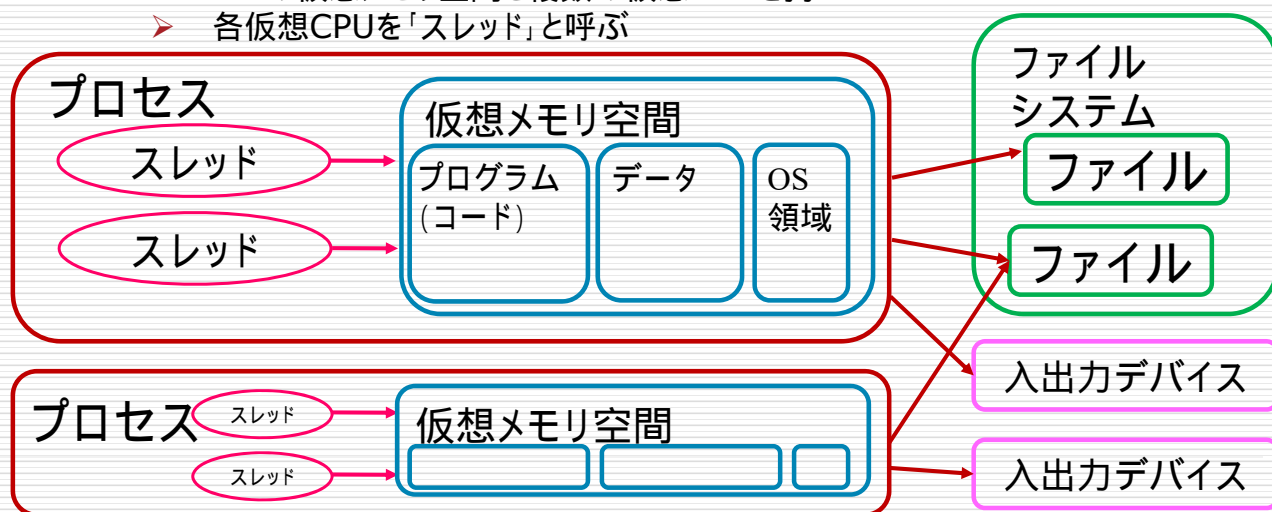 各仮想CPUを「スレッド」と呼ぶ
プロセス
スレッド
スレッド
仮想メモリ空間
プログラム
(コード)
データ
OS
領域
ファイル
システム
ファイル
ファイル
入出力デバイス
プロセス
スレッド
スレッド
仮想メモリ空間
入出力デバイス